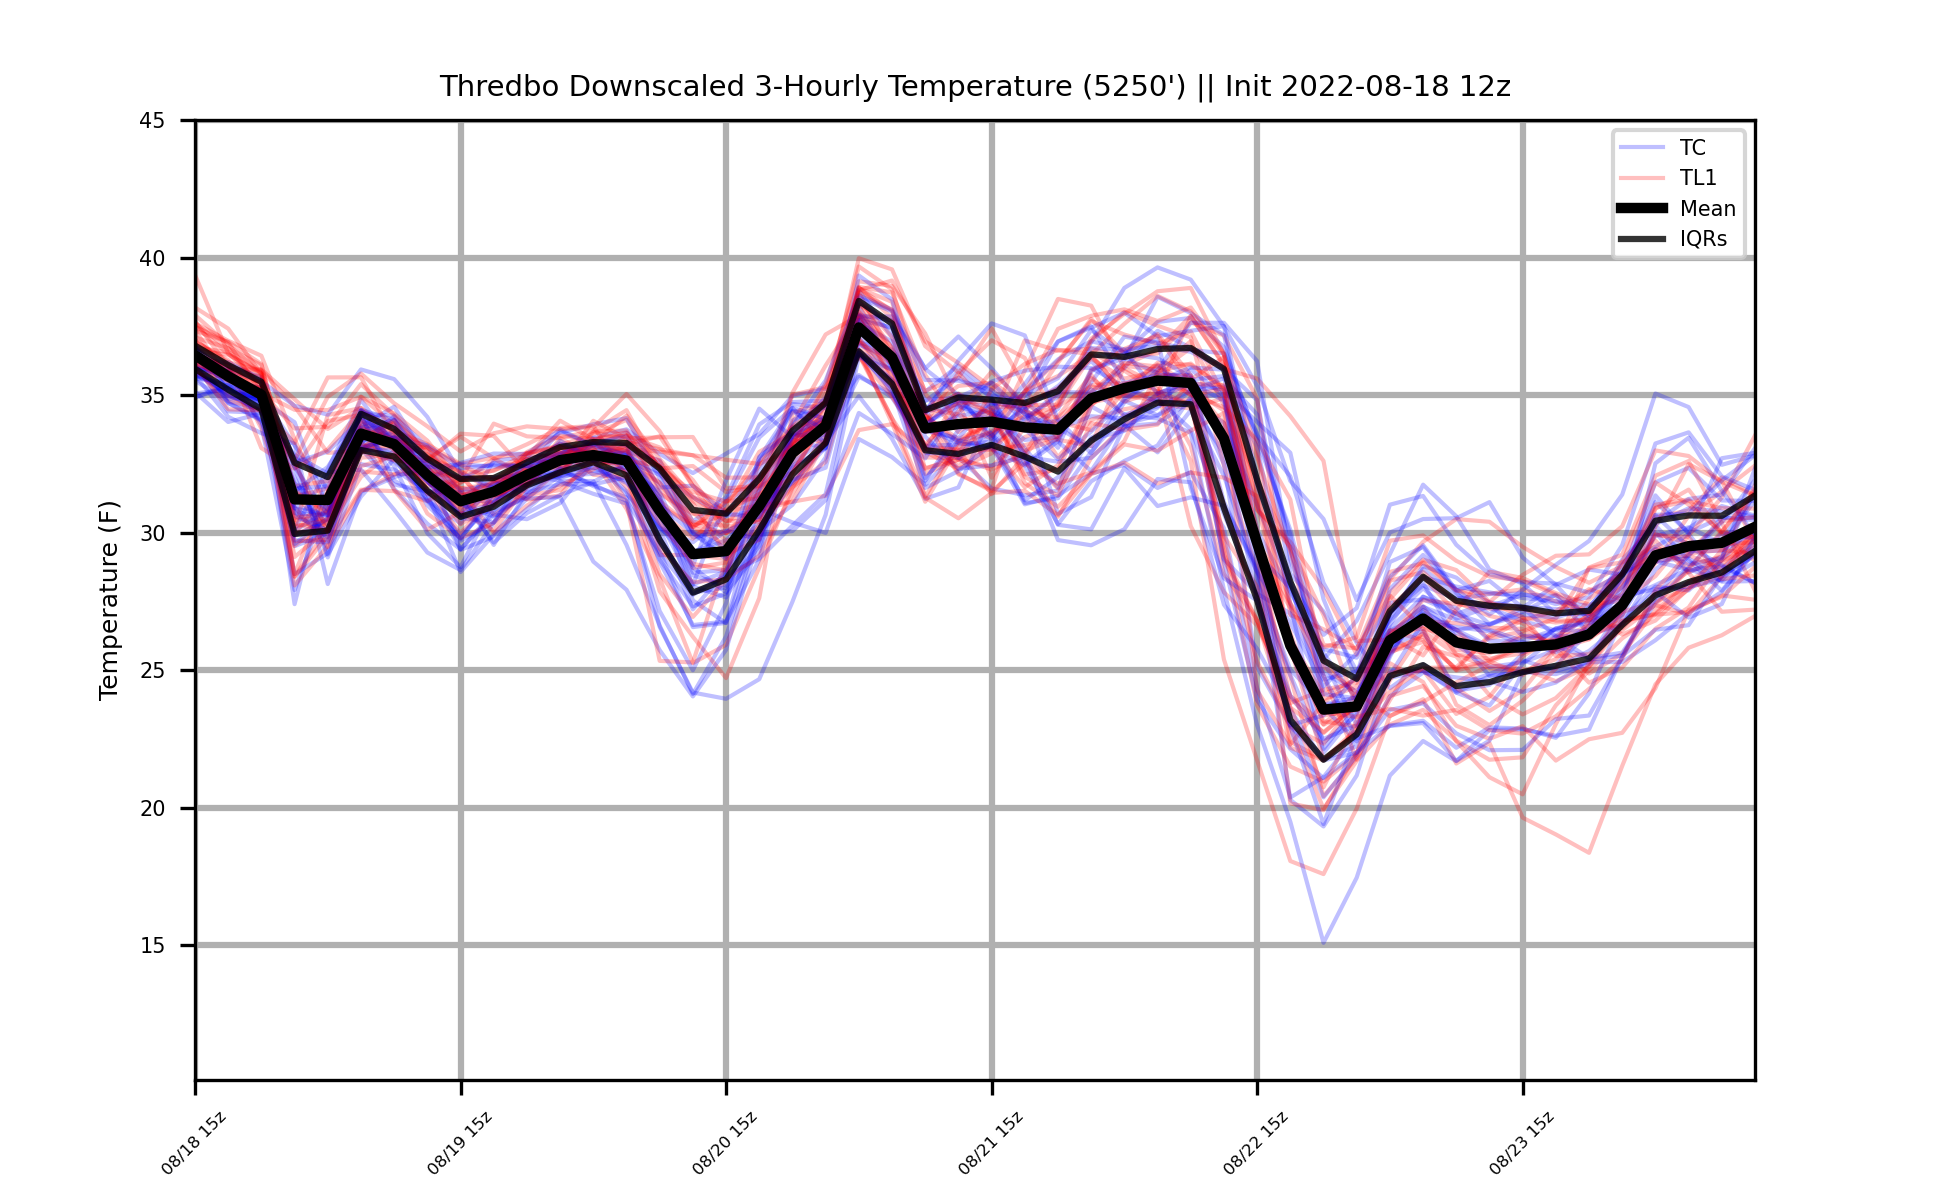 Thredbo Downscaled 3-Hourly Temperature (5250') || Init 2022-08-18 12z
Temperature (F)
45
40
35
30
25
20
15
TC
TL1
Mean
IQRs
08/18 15z
08/19 15z
08/20 15z
08/21 15z
08/22 15z
08/23 15z